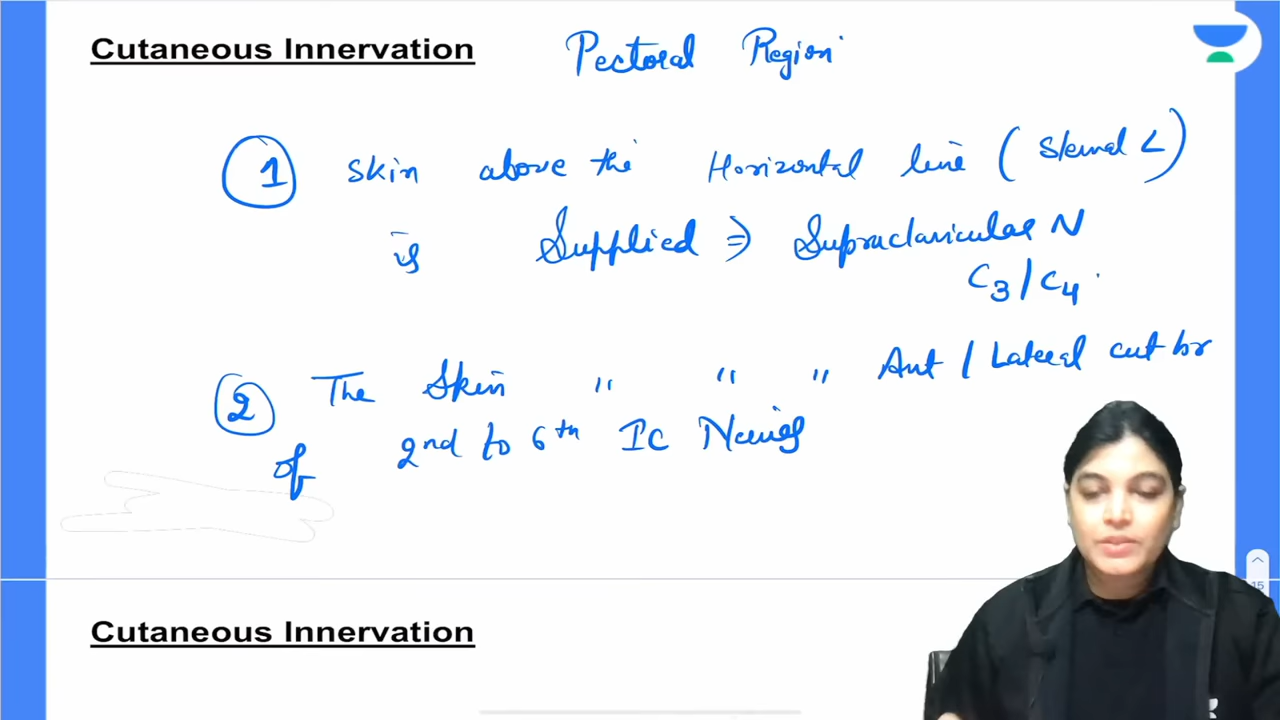 Cutaneous Innervation Pectoral Region
1 Skin above the Horizontal line ( Sternal < )
is Supplied ⇒ Supraclavicular N
C3 / C4
2 The Skin " " " Ant / Lateral cut br
of 2nd to 6th Ic Nerves
15
Cutaneous Innervation